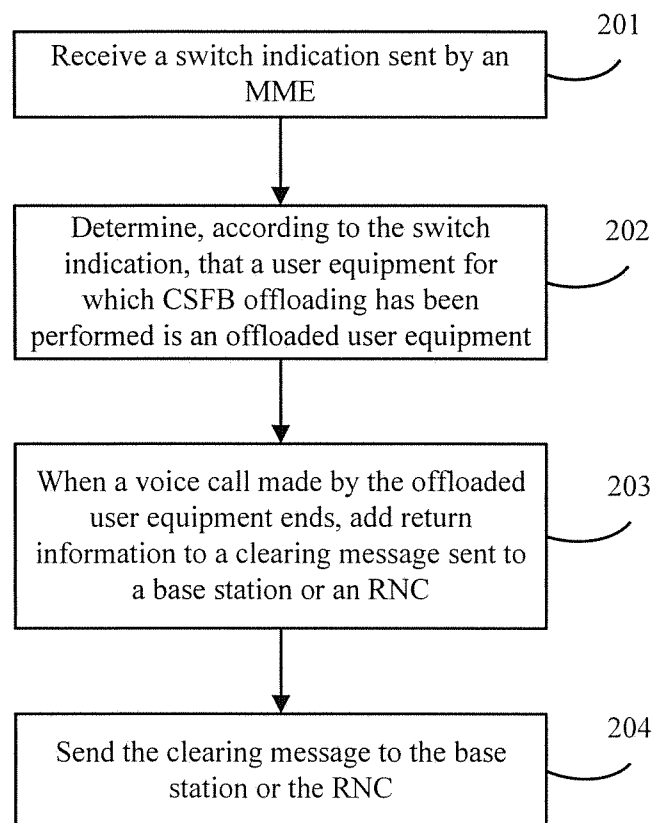 201
Receive a switch indication sent by an
MME
202
Determine, according to the switch
indication, that a user equipment for
which CSFB offloading has been
performed is an offloaded user equipment
203
When a voice call made by the offloaded
user equipment ends, add return
information to a clearing message sent to
a base station or an RNC
204
Send the clearing message to the base
station or the RNC